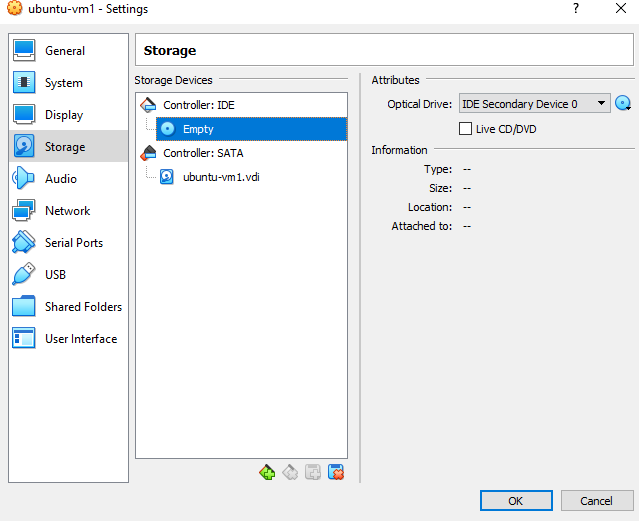 ubuntu-vm1 - Settings
?
General
System
Display
Storage
Audio
Network
Serial Ports
USB
Shared Folders
User Interface
Storage
Storage Devices
Controller: IDE
Empty
Controller: SATA
ubuntu-vm1.vdi
Attributes
Optical Drive: IDE Secondary Device 0
Live CD/DVD
Information
Type: --
Size: --
Location: --
Attached to: --
OK Cancel